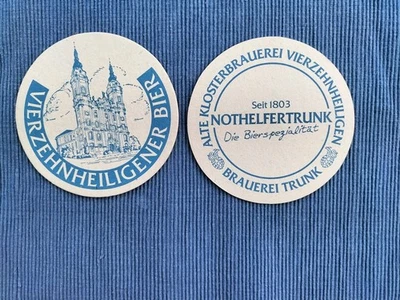 VIERZEHNHEILIGENER BIER
ALTE KLOSTERBRAUEREI VIERZEHNHEILIGEN
Seit 1803
NOTHELFERTRUNK
Die Bierspezialität
BRAUEREI TRUNK